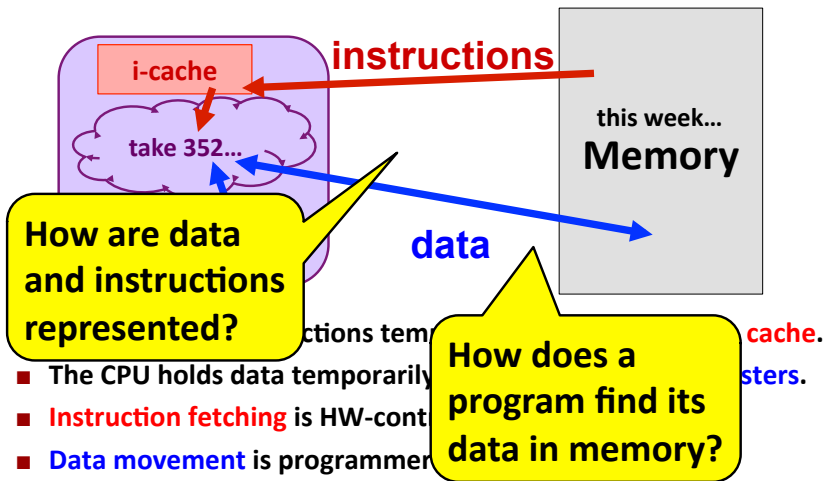 i-cache
instructions
take 352...
this week...
Memory
data
How are data
and instructions
represented?
How does a
program find its
data in memory?
ctions temp cache.
■ The CPU holds data temporarily sters.
■ Instruction fetching is HW-cont
■ Data movement is programmer